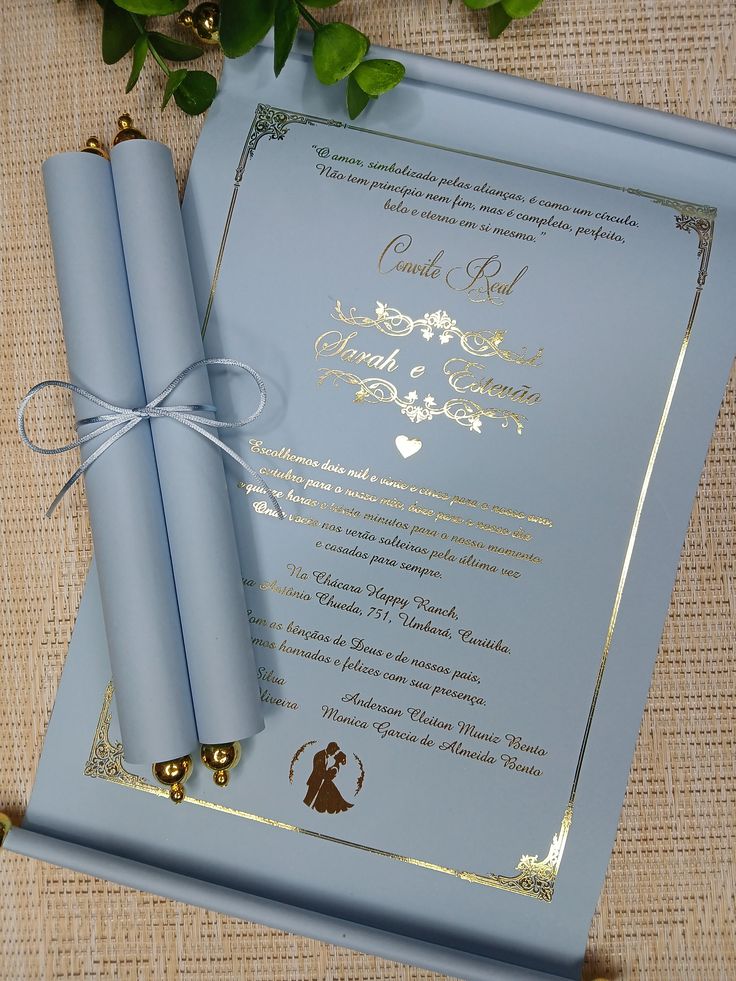 “O amor, simbolizado pelas alianças, é como um círculo.
Não tem princípio nem fim, mas é completo, perfeito,
belo e eterno em si mesmo.”
Convite Real
Sarah e Estevão
Escolhemos dois mil e vinte e cinco para o nosso ano,
outubro para o nosso mês, doze para o nosso dia
e quinze horas e trinta minutos para o nosso momento.
Onde vocês nos verão solteiros pela última vez
e casados para sempre.
Na Chácara Happy Ranch,
Antônio Chueda, 751, Umbará, Curitiba.
Com as bênçãos de Deus e de nossos pais,
honrados e felizes com sua presença.
Silva
Oliveira
Anderson Cleiton Muniz Bento
Monica Garcia de Almeida Bento